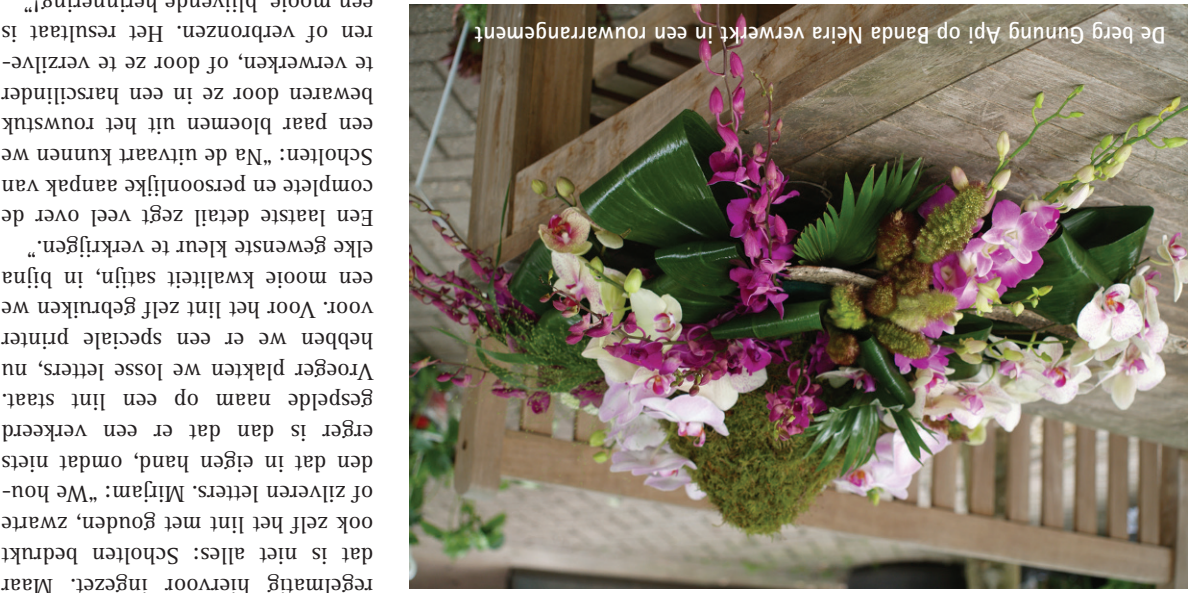 regelmatig hiervoor ingezet. Maar
dat is niet alles: Scholten bedrukt
ook zelf het lint met gouden, zwarte
of zilveren letters. Mirjam: “We hou-
den dat in eigen hand, omdat niets
erger is dan dat er een verkeerd
gespelde naam op een lint staat.
Vroeger plakten we losse letters, nu
hebben we er een speciale printer
voor. Voor het lint zelf gebruiken we
een mooie kwaliteit satijn, in bijna
elke gewenste kleur te verkrijgen.”
Een laatste detail zegt veel over de
complete en persoonlijke aanpak van
Scholten: “Na de uitvaart kunnen we
een paar bloemen uit het rouwstuk
bewaren door ze in een harscilinder
te verwerken, of door ze te verzilve-
ren of verbronzen. Het resultaat is
een mooie, blijvende herinnering!”
De berg Gunung Api op Banda Neira verwerkt in een rouwarrangement